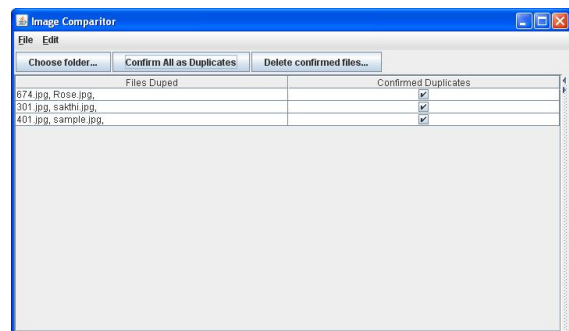 Image Comparitor
File Edit
Choose folder... Confirm All as Duplicates Delete confirmed files...
Files Duped Confirmed Duplicates
674.jpg, Rose.jpg,
301.jpg, sakthi.jpg,
401.jpg, sample.jpg,